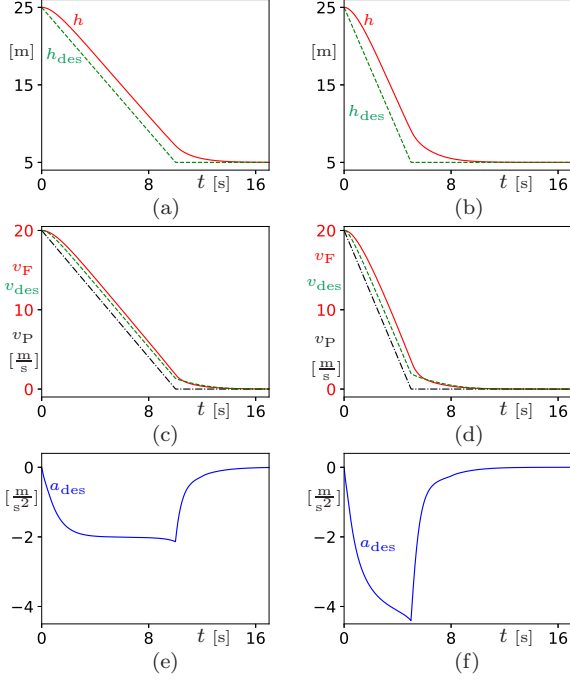 25
[m]
15
5
h
h_des
0
8
16
t [s]
(a)
25
[m]
15
5
h
h_des
0
8
16
t [s]
(b)
20
v_F
v_des
10
v_P
[m/s]
0
0
8
16
t [s]
(c)
20
v_F
v_des
10
v_P
[m/s]
0
0
8
16
t [s]
(d)
0
[m/s2]
−2
−4
a_des
0
8
16
t [s]
(e)
0
[m/s2]
−2
−4
a_des
0
8
16
t [s]
(f)